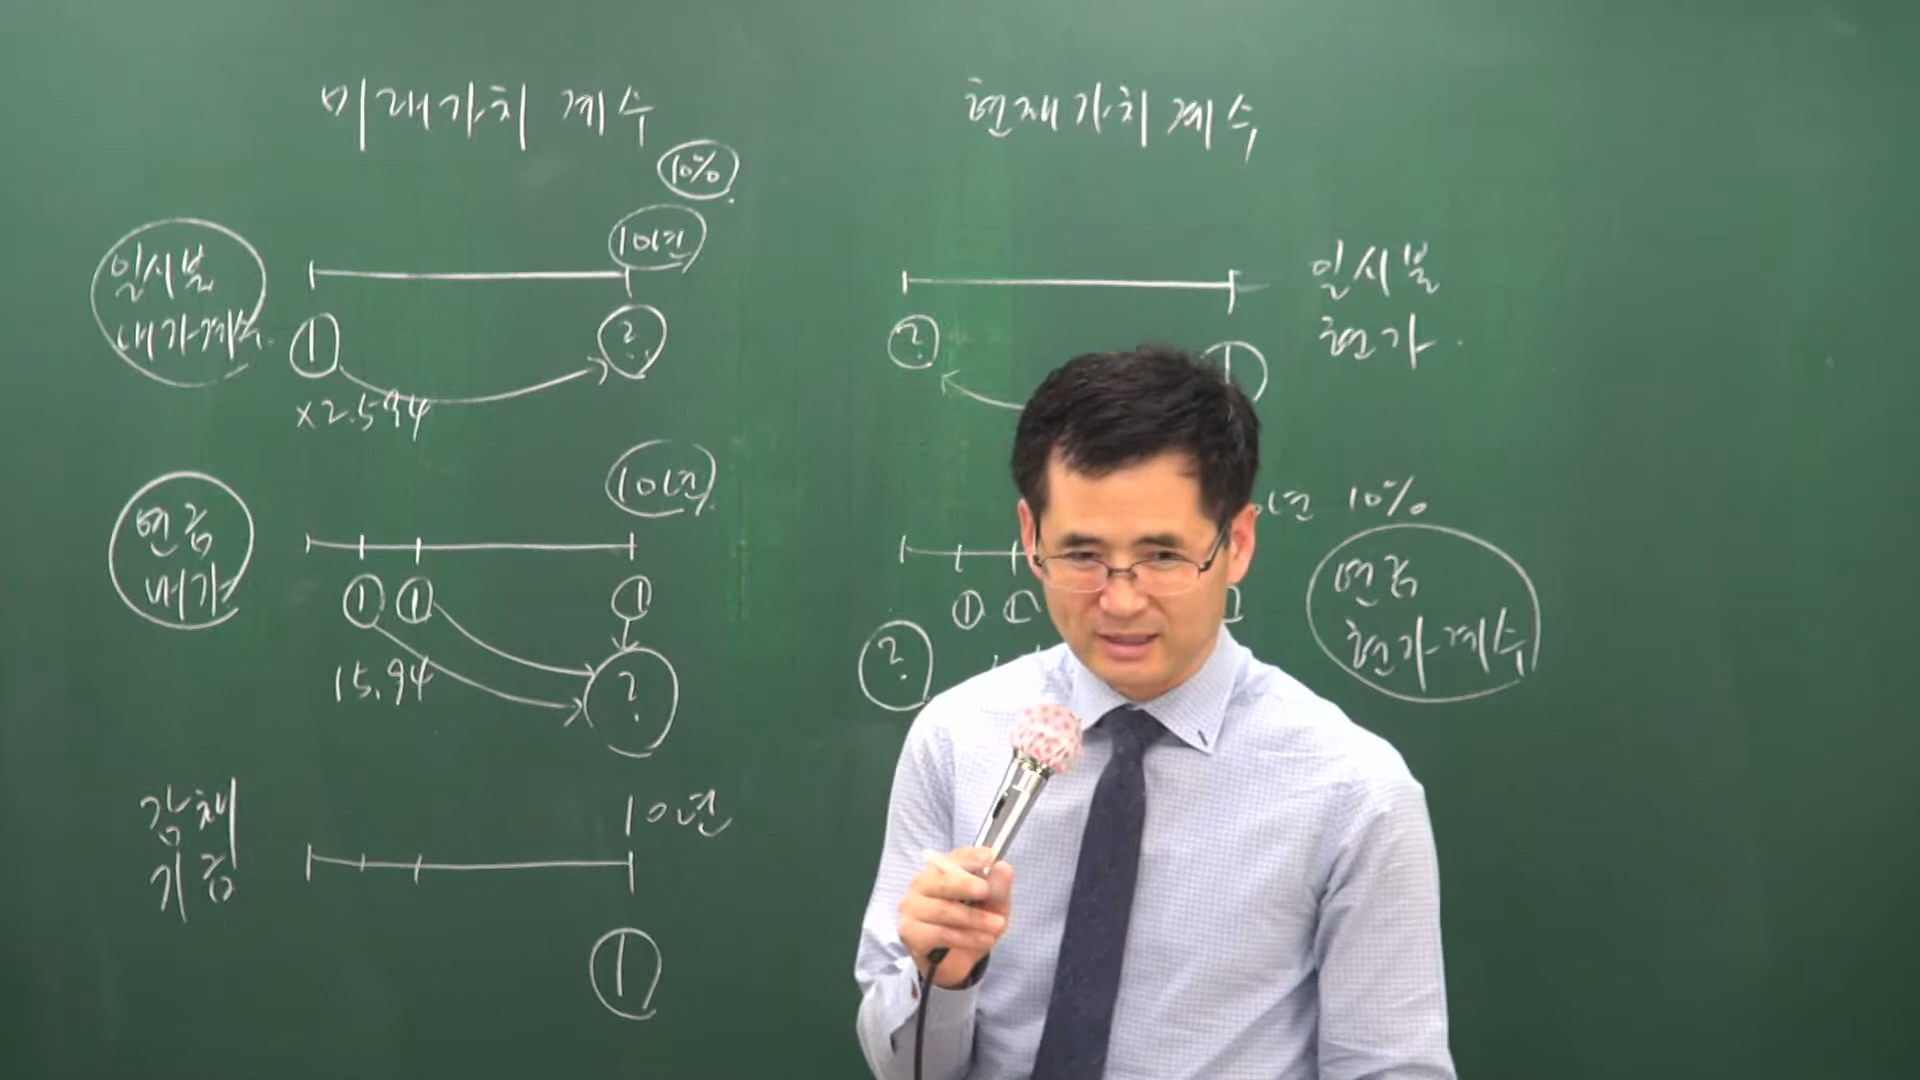 미래가치 계수
10%
일시불
내가계수
10년
①
?
×2.594
연금
내가
10년
① ① ①
15.94
?
감채
기금
10년
①
현재가치 계수
일시불
현가
?
1
년 10%
연금
현가계수
① ①
?